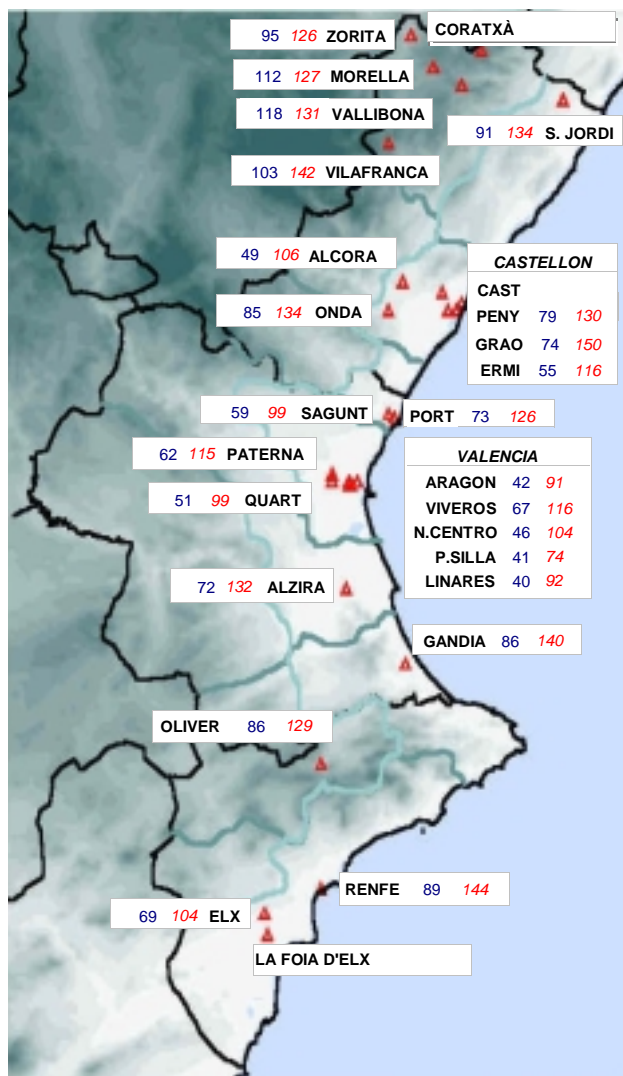 CORATXÀ
95 126 ZORITA
112 127 MORELLA
118 131 VALLIBONA
91 134 S. JORDI
103 142 VILAFRANCA
49 106 ALCORA
85 134 ONDA
CASTELLON
CAST
PENY 79 130
GRAO 74 150
ERMI 55 116
59 99 SAGUNT
PORT 73 126
62 115 PATERNA
51 99 QUART
VALENCIA
ARAGON 42 91
VIVEROS 67 116
N.CENTRO 46 104
P.SILLA 41 74
LINARES 40 92
72 132 ALZIRA
GANDIA 86 140
OLIVER 86 129
RENFE 89 144
69 104 ELX
LA FOIA D'ELX